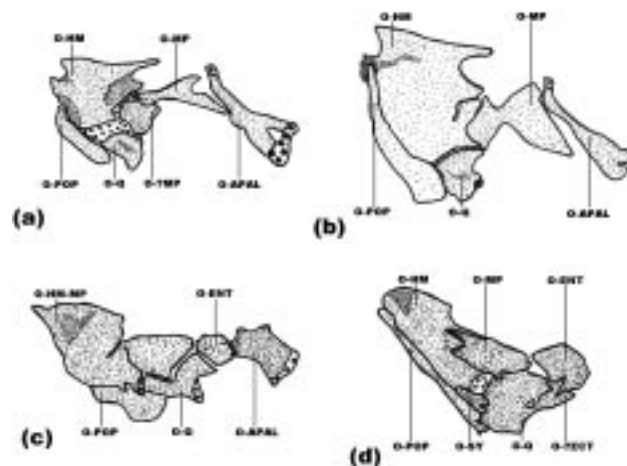 O-HM O-MP
O-POP O-Q O-TMP O-APAL
(a)
O-HM O-MP
O-POP O-Q O-APAL
(b)
O-HM-MP O-ENT
O-POP O-Q O-APAL
(c)
O-HM O-MP O-ENT
O-POP O-SY O-Q O-TECT
(d)